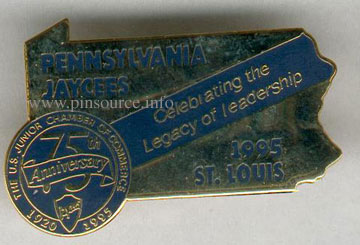 PENNSYLVANIA
JAYCEES
Celebrating the
Legacy of leadership
1995
ST. LOUIS
THE U.S. JUNIOR CHAMBER OF COMMERCE
75th
Anniversary
1920 1995
www.pinsource.info